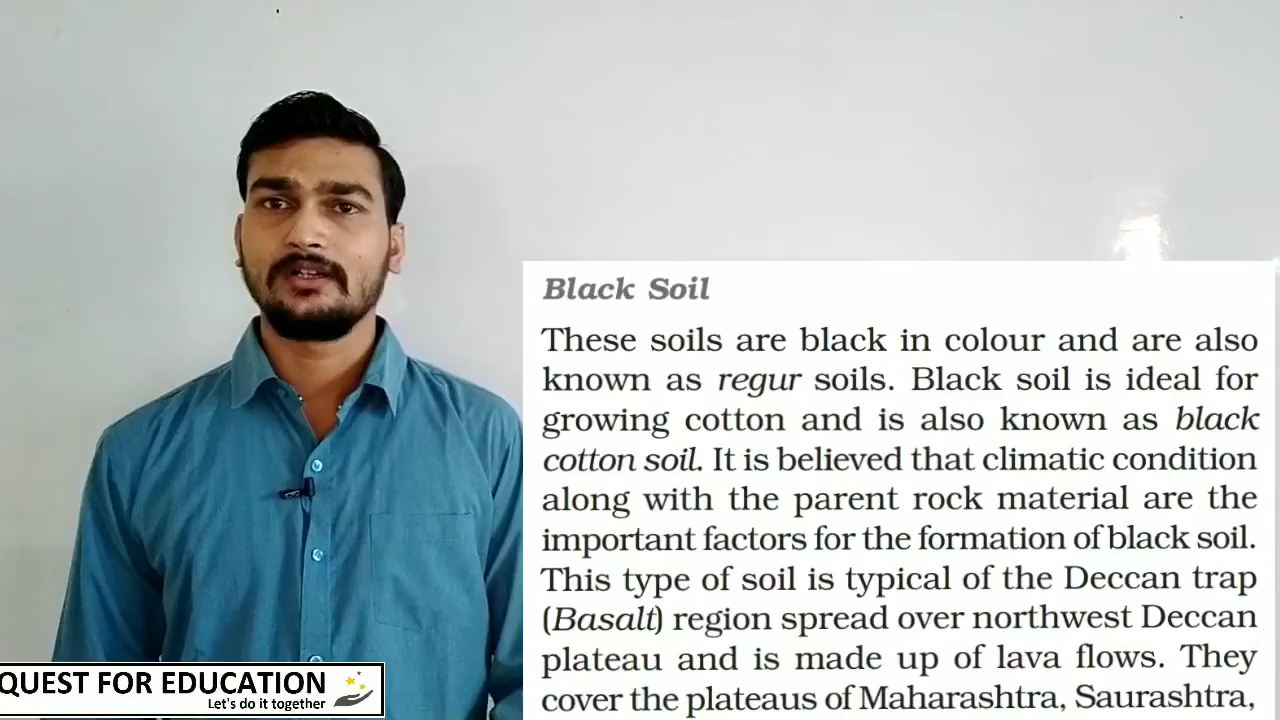 Black Soil
These soils are black in colour and are also
known as regur soils. Black soil is ideal for
growing cotton and is also known as black
cotton soil. It is believed that climatic condition
along with the parent rock material are the
important factors for the formation of black soil.
This type of soil is typical of the Deccan trap
(Basalt) region spread over northwest Deccan
plateau and is made up of lava flows. They
cover the plateaus of Maharashtra, Saurashtra,
QUEST FOR EDUCATION
Let's do it together